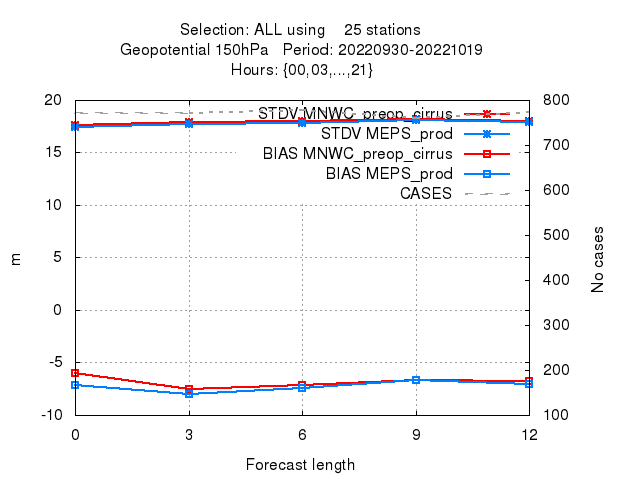 Selection: ALL using    25 stations
Geopotential 150hPa   Period: 20220930-20221019
Hours: {00,03,...,21}
20
15
10
5
0
-5
-10
m
STDV MNWC_preop_cirrus
STDV MEPS_prod
BIAS MNWC_preop_cirrus
BIAS MEPS_prod
CASES
800
700
600
500
400
300
200
100
No cases
0 3 6 9 12
Forecast length